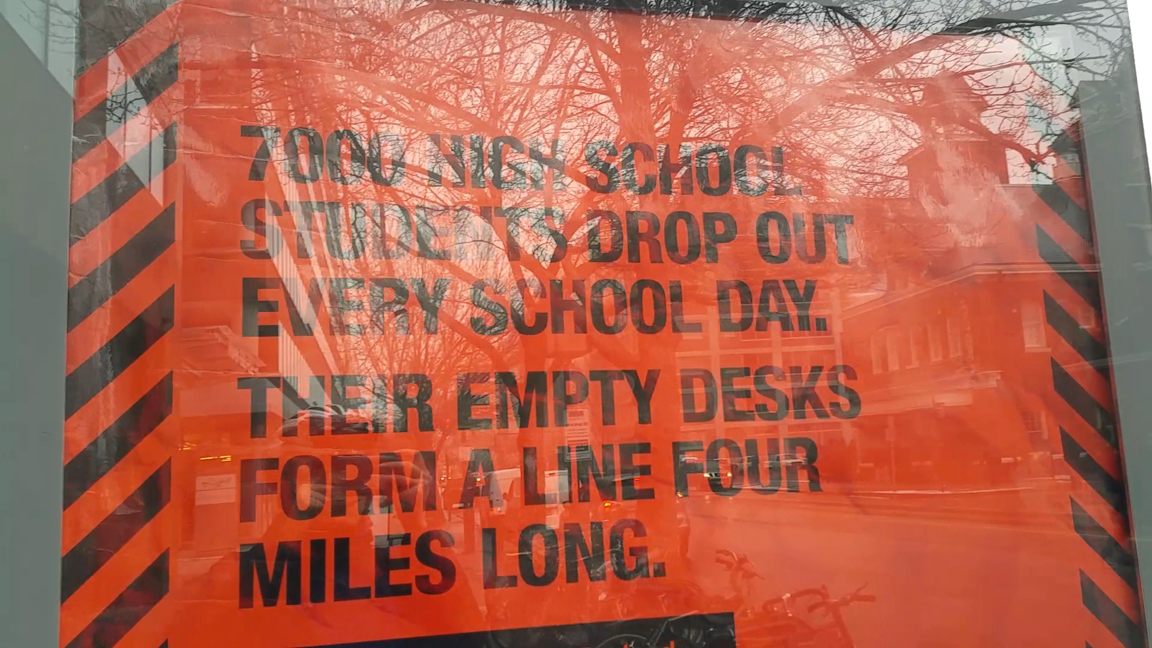 7000 HIGH SCHOOL
STUDENTS DROP OUT
EVERY SCHOOL DAY.
THEIR EMPTY DESKS
FORM A LINE FOUR
MILES LONG.